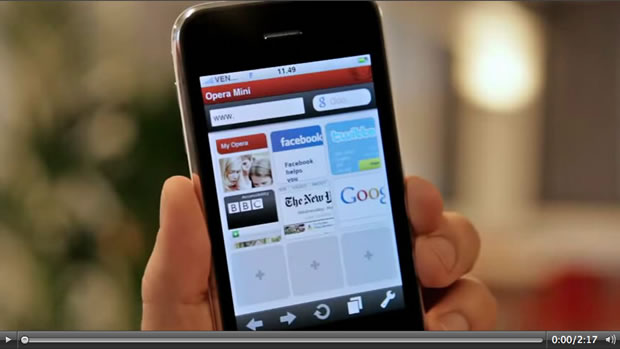 VEN...
11.49
Opera Mini
www.
g Goo...
My Opera
facebook
twitte
Facebook
helps
you
BBC
The New
Goog
0:00/2:17